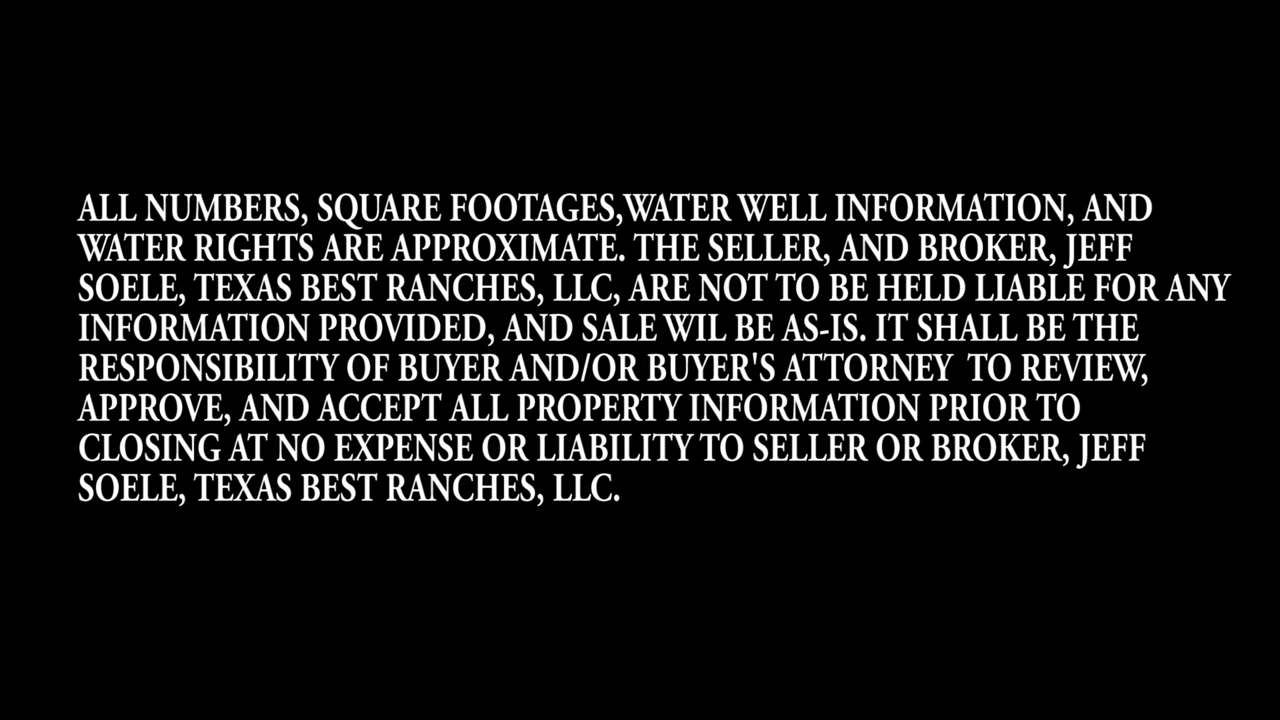 ALL NUMBERS, SQUARE FOOTAGES,WATER WELL INFORMATION, AND
WATER RIGHTS ARE APPROXIMATE. THE SELLER, AND BROKER, JEFF
SOELE, TEXAS BEST RANCHES, LLC, ARE NOT TO BE HELD LIABLE FOR ANY
INFORMATION PROVIDED, AND SALE WIL BE AS-IS. IT SHALL BE THE
RESPONSIBILITY OF BUYER AND/OR BUYER'S ATTORNEY  TO REVIEW,
APPROVE, AND ACCEPT ALL PROPERTY INFORMATION PRIOR TO
CLOSING AT NO EXPENSE OR LIABILITY TO SELLER OR BROKER, JEFF
SOELE, TEXAS BEST RANCHES, LLC.